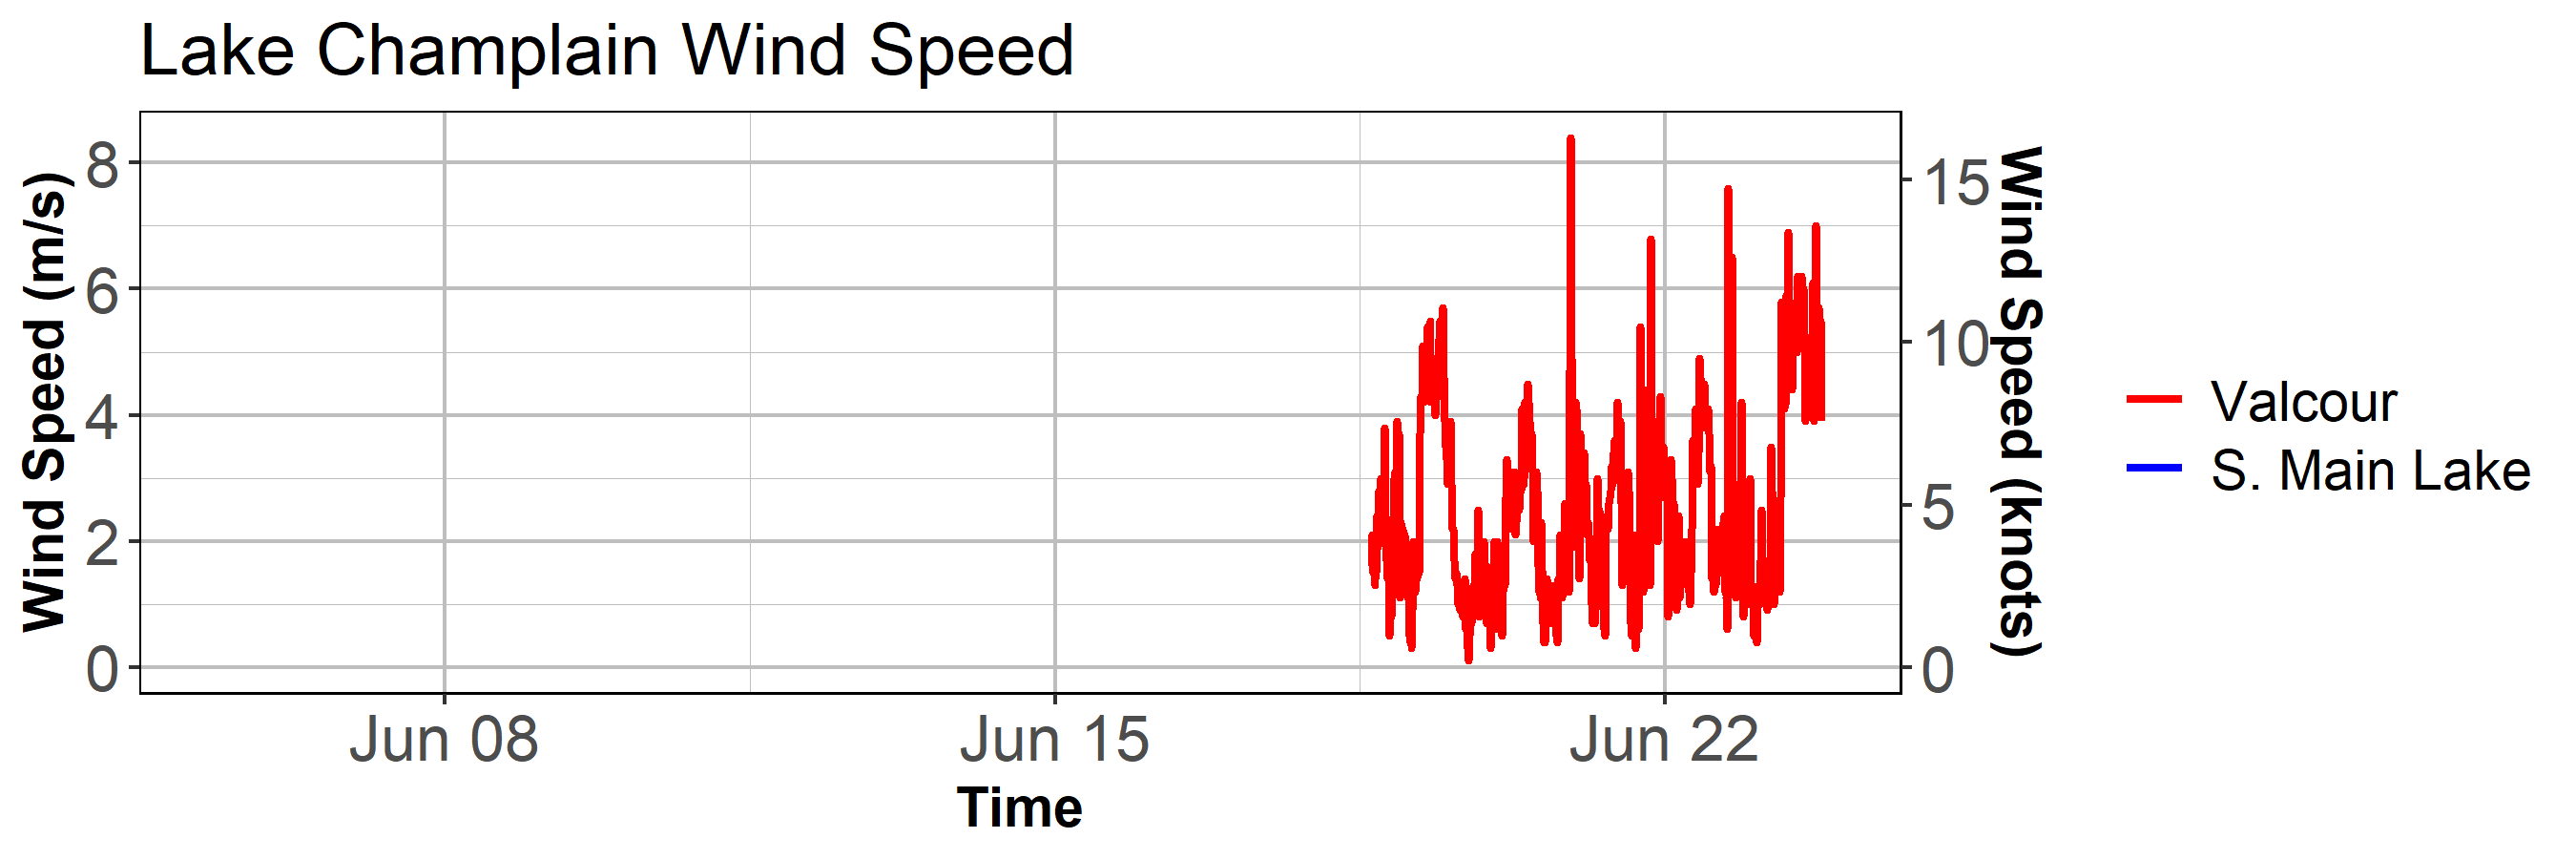 Lake Champlain Wind Speed
Wind Speed (m/s)
8
6
4
2
0
15
10
5
0
Wind Speed (knots)
Jun 08
Jun 15
Jun 22
Time
Valcour
S. Main Lake